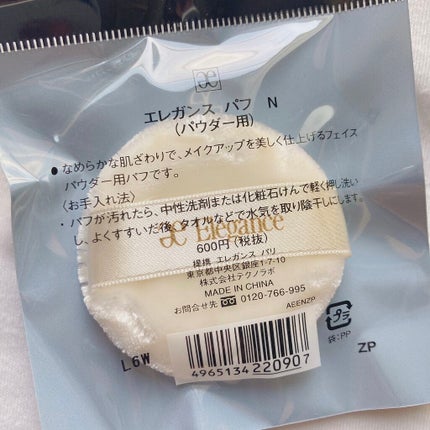 エレガンス パフ N
(パウダー用)
● なめらかな肌ざわりで、メイクアップを美しく仕上げるフェイス
パウダー用パフです。
〈お手入れ法〉
・パフが汚れたら、中性洗剤または化粧石けんで軽く押し洗い
し、よくすすいだ後、タオルなどで水気を取り陰干しにします。
Elegance
600円(税抜)
提携 エレガンス パリ
東京都中央区銀座1-7-10
株式会社テクノラボ
MADE IN CHINA
お問合せ先 0120-766-995
AEENZP
プラ
袋:PP
L6W
ZP
4965134220907